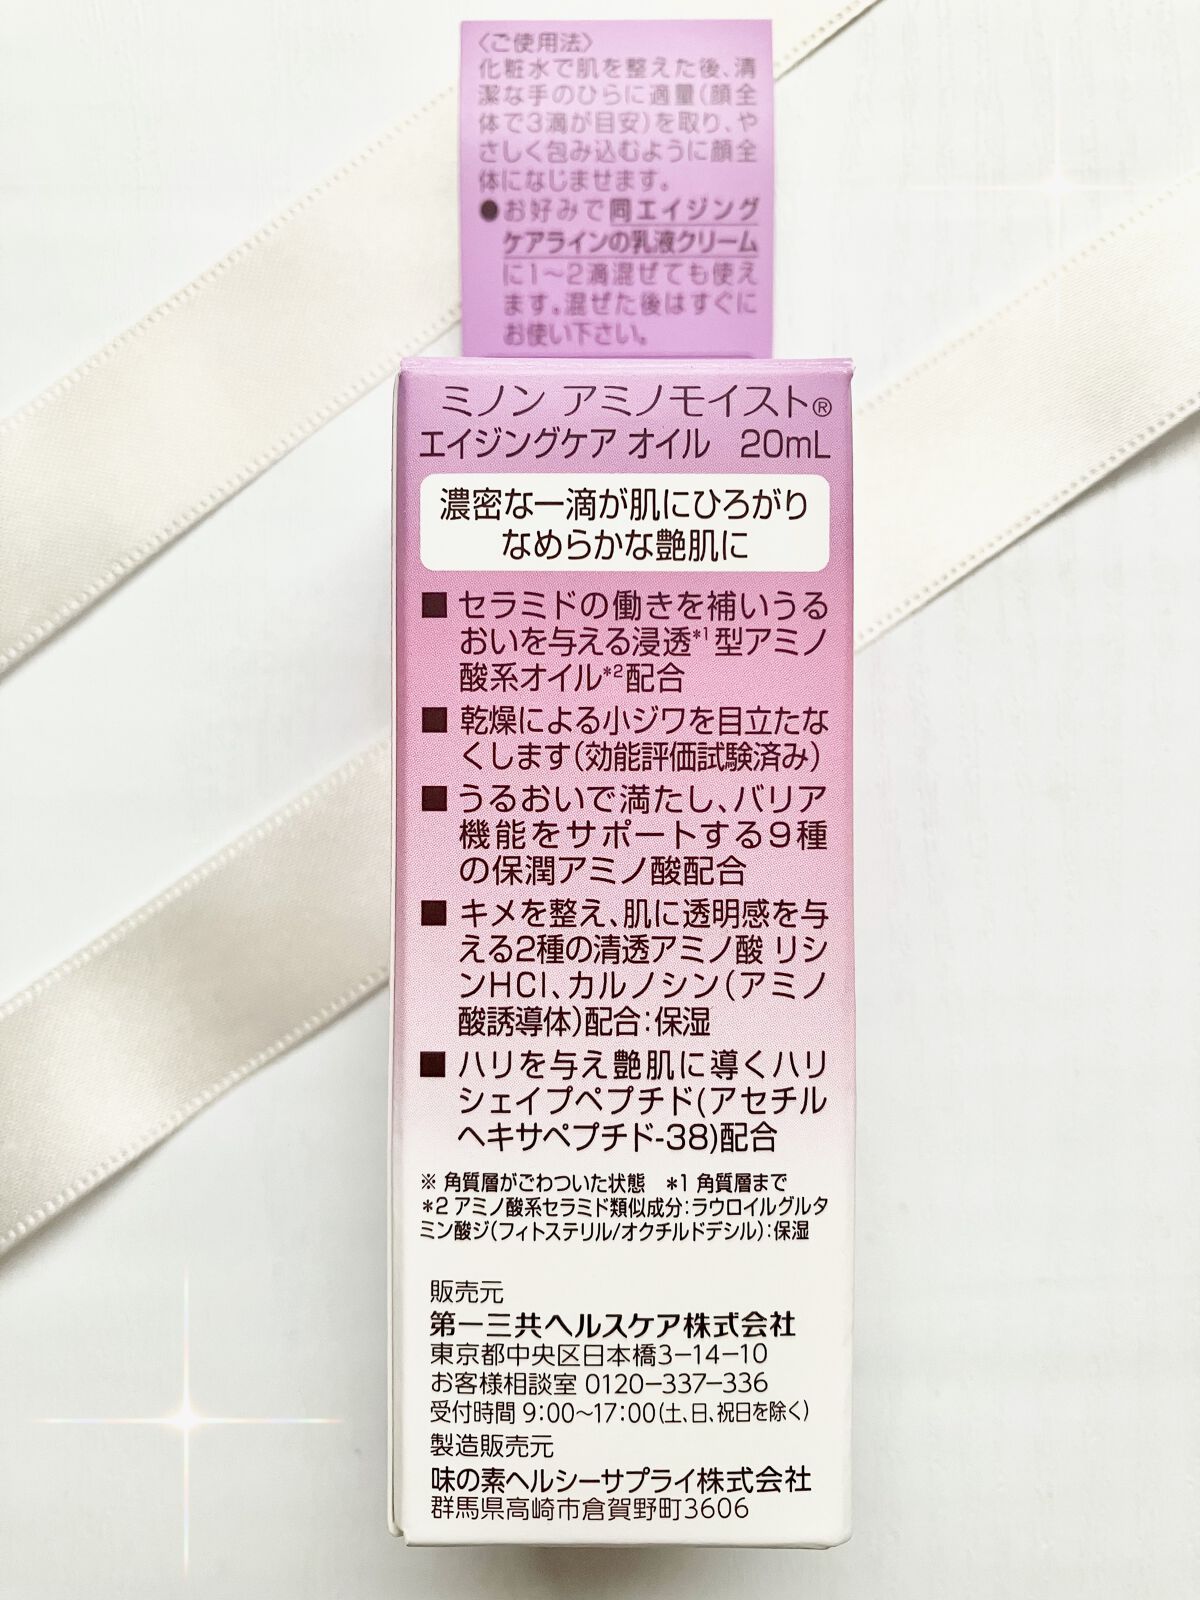 〈ご使用法〉
化粧水で肌を整えた後、清
潔な手のひらに適量(顔全
体で3滴が目安)を取り、や
さしく包み込むように顔全
体になじませます。
●お好みで同エイジング
ケアラインの乳液クリーム
に1〜2滴混ぜても使え
ます。混ぜた後はすぐに
お使い下さい。
ミノン アミノモイスト®
エイジングケア オイル 20mL
濃密な一滴が肌にひろがり
なめらかな艶肌に
■ セラミドの働きを補いうる
おいを与える浸透*1型アミノ
酸系オイル*2配合
■ 乾燥による小ジワを目立たな
くします(効能評価試験済み)
■ うるおいで満たし、バリア
機能をサポートする9種
の保潤アミノ酸配合
■ キメを整え、肌に透明感を与
える2種の清透アミノ酸 リシ
ンHCl、カルノシン(アミノ
酸誘導体)配合:保湿
■ ハリを与え艶肌に導くハリ
シェイプペプチド(アセチル
ヘキサペプチド-38)配合
※ 角質層がごわついた状態 *1 角質層まで
*2 アミノ酸系セラミド類似成分:ラウロイルグルタ
ミン酸ジ(フィトステリル/オクチルドデシル):保湿
販売元
第一三共ヘルスケア株式会社
東京都中央区日本橋3−14−10
お客様相談室 0120−337−336
受付時間 9:00〜17:00(土、日、祝日を除く)
製造販売元
味の素ヘルシーサプライ株式会社
群馬県高崎市倉賀野町3606